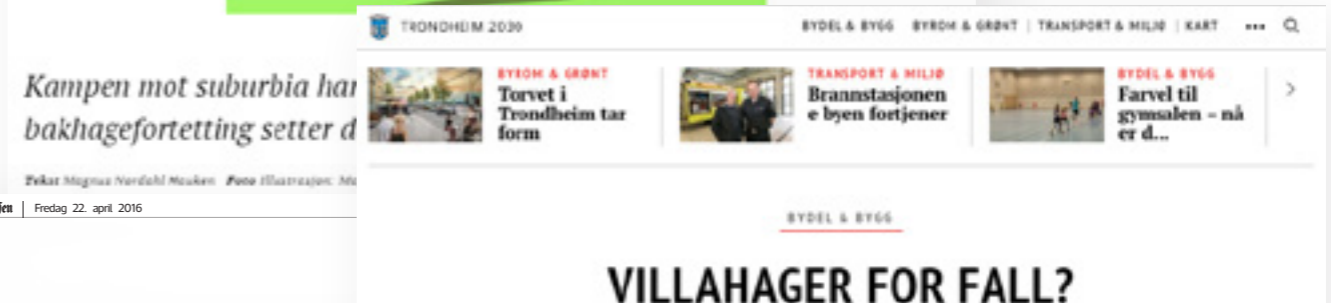 Kampen mot suburbia har
bakhagefortetting setter d
Tekst Magnus Nordahl Hauken Foto Illustrasjon:
Fredag 22. april 2016
TRONDHEIM 2030
BYDEL & BYGG BYROM & GRØNT | TRANSPORT & MILJØ | KART •••
BYROM & GRØNT
Torvet i
Trondheim tar
form
TRANSPORT & MILJØ
Brannstasjonen
e byen fortjener
BYDEL & BYGG
Farvel til
gymsalen – nå
er d...
BYDEL & BYGG
VILLAHAGER FOR FALL?